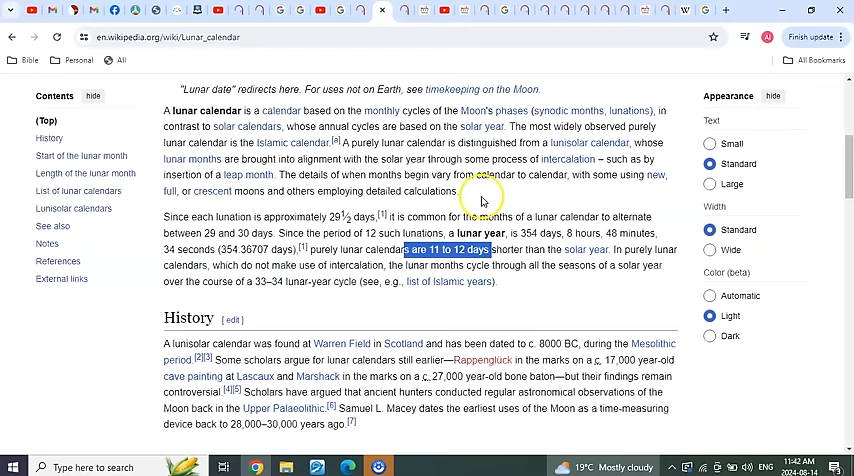 Finish update
en.wikipedia.org/wiki/Lunar_calendar
AI
Bible
Personal
All
All Bookmarks
"Lunar date" redirects here. For uses not on Earth, see timekeeping on the Moon.
Contents
hide
(Top)
History
Start of the lunar month
Length of the lunar month
List of lunar calendars
Lunisolar calendars
See also
Notes
References
External links
A lunar calendar is a calendar based on the monthly cycles of the Moon's phases (synodic months, lunations), in
contrast to solar calendars, whose annual cycles are based on the solar year. The most widely observed purely
lunar calendar is the Islamic calendar.[a] A purely lunar calendar is distinguished from a lunisolar calendar, whose
lunar months are brought into alignment with the solar year through some process of intercalation – such as by
insertion of a leap month. The details of when months begin vary from calendar to calendar, with some using new,
full, or crescent moons and others employing detailed calculations.
Since each lunation is approximately 29½ days,[1] it is common for the months of a lunar calendar to alternate
between 29 and 30 days. Since the period of 12 such lunations, a lunar year, is 354 days, 8 hours, 48 minutes,
34 seconds (354.36707 days),[1] purely lunar calendars are 11 to 12 days shorter than the solar year. In purely lunar
calendars, which do not make use of intercalation, the lunar months cycle through all the seasons of a solar year
over the course of a 33–34 lunar-year cycle (see, e.g., list of Islamic years).
History [ edit ]
A lunisolar calendar was found at Warren Field in Scotland and has been dated to c. 8000 BC, during the Mesolithic
period.[2][3] Some scholars argue for lunar calendars still earlier—Rappenglück in the marks on a c. 17,000 year-old
cave painting at Lascaux and Marshack in the marks on a c. 27,000 year-old bone baton—but their findings remain
controversial.[4][5] Scholars have argued that ancient hunters conducted regular astronomical observations of the
Moon back in the Upper Palaeolithic.[6] Samuel L. Macey dates the earliest uses of the Moon as a time-measuring
device back to 28,000–30,000 years ago.[7]
Appearance
hide
Text
Small
Standard
Large
Width
Standard
Wide
Color (beta)
Automatic
Light
Dark
Type here to search
19°C Mostly cloudy
ENG
11:42 AM
2024-08-14